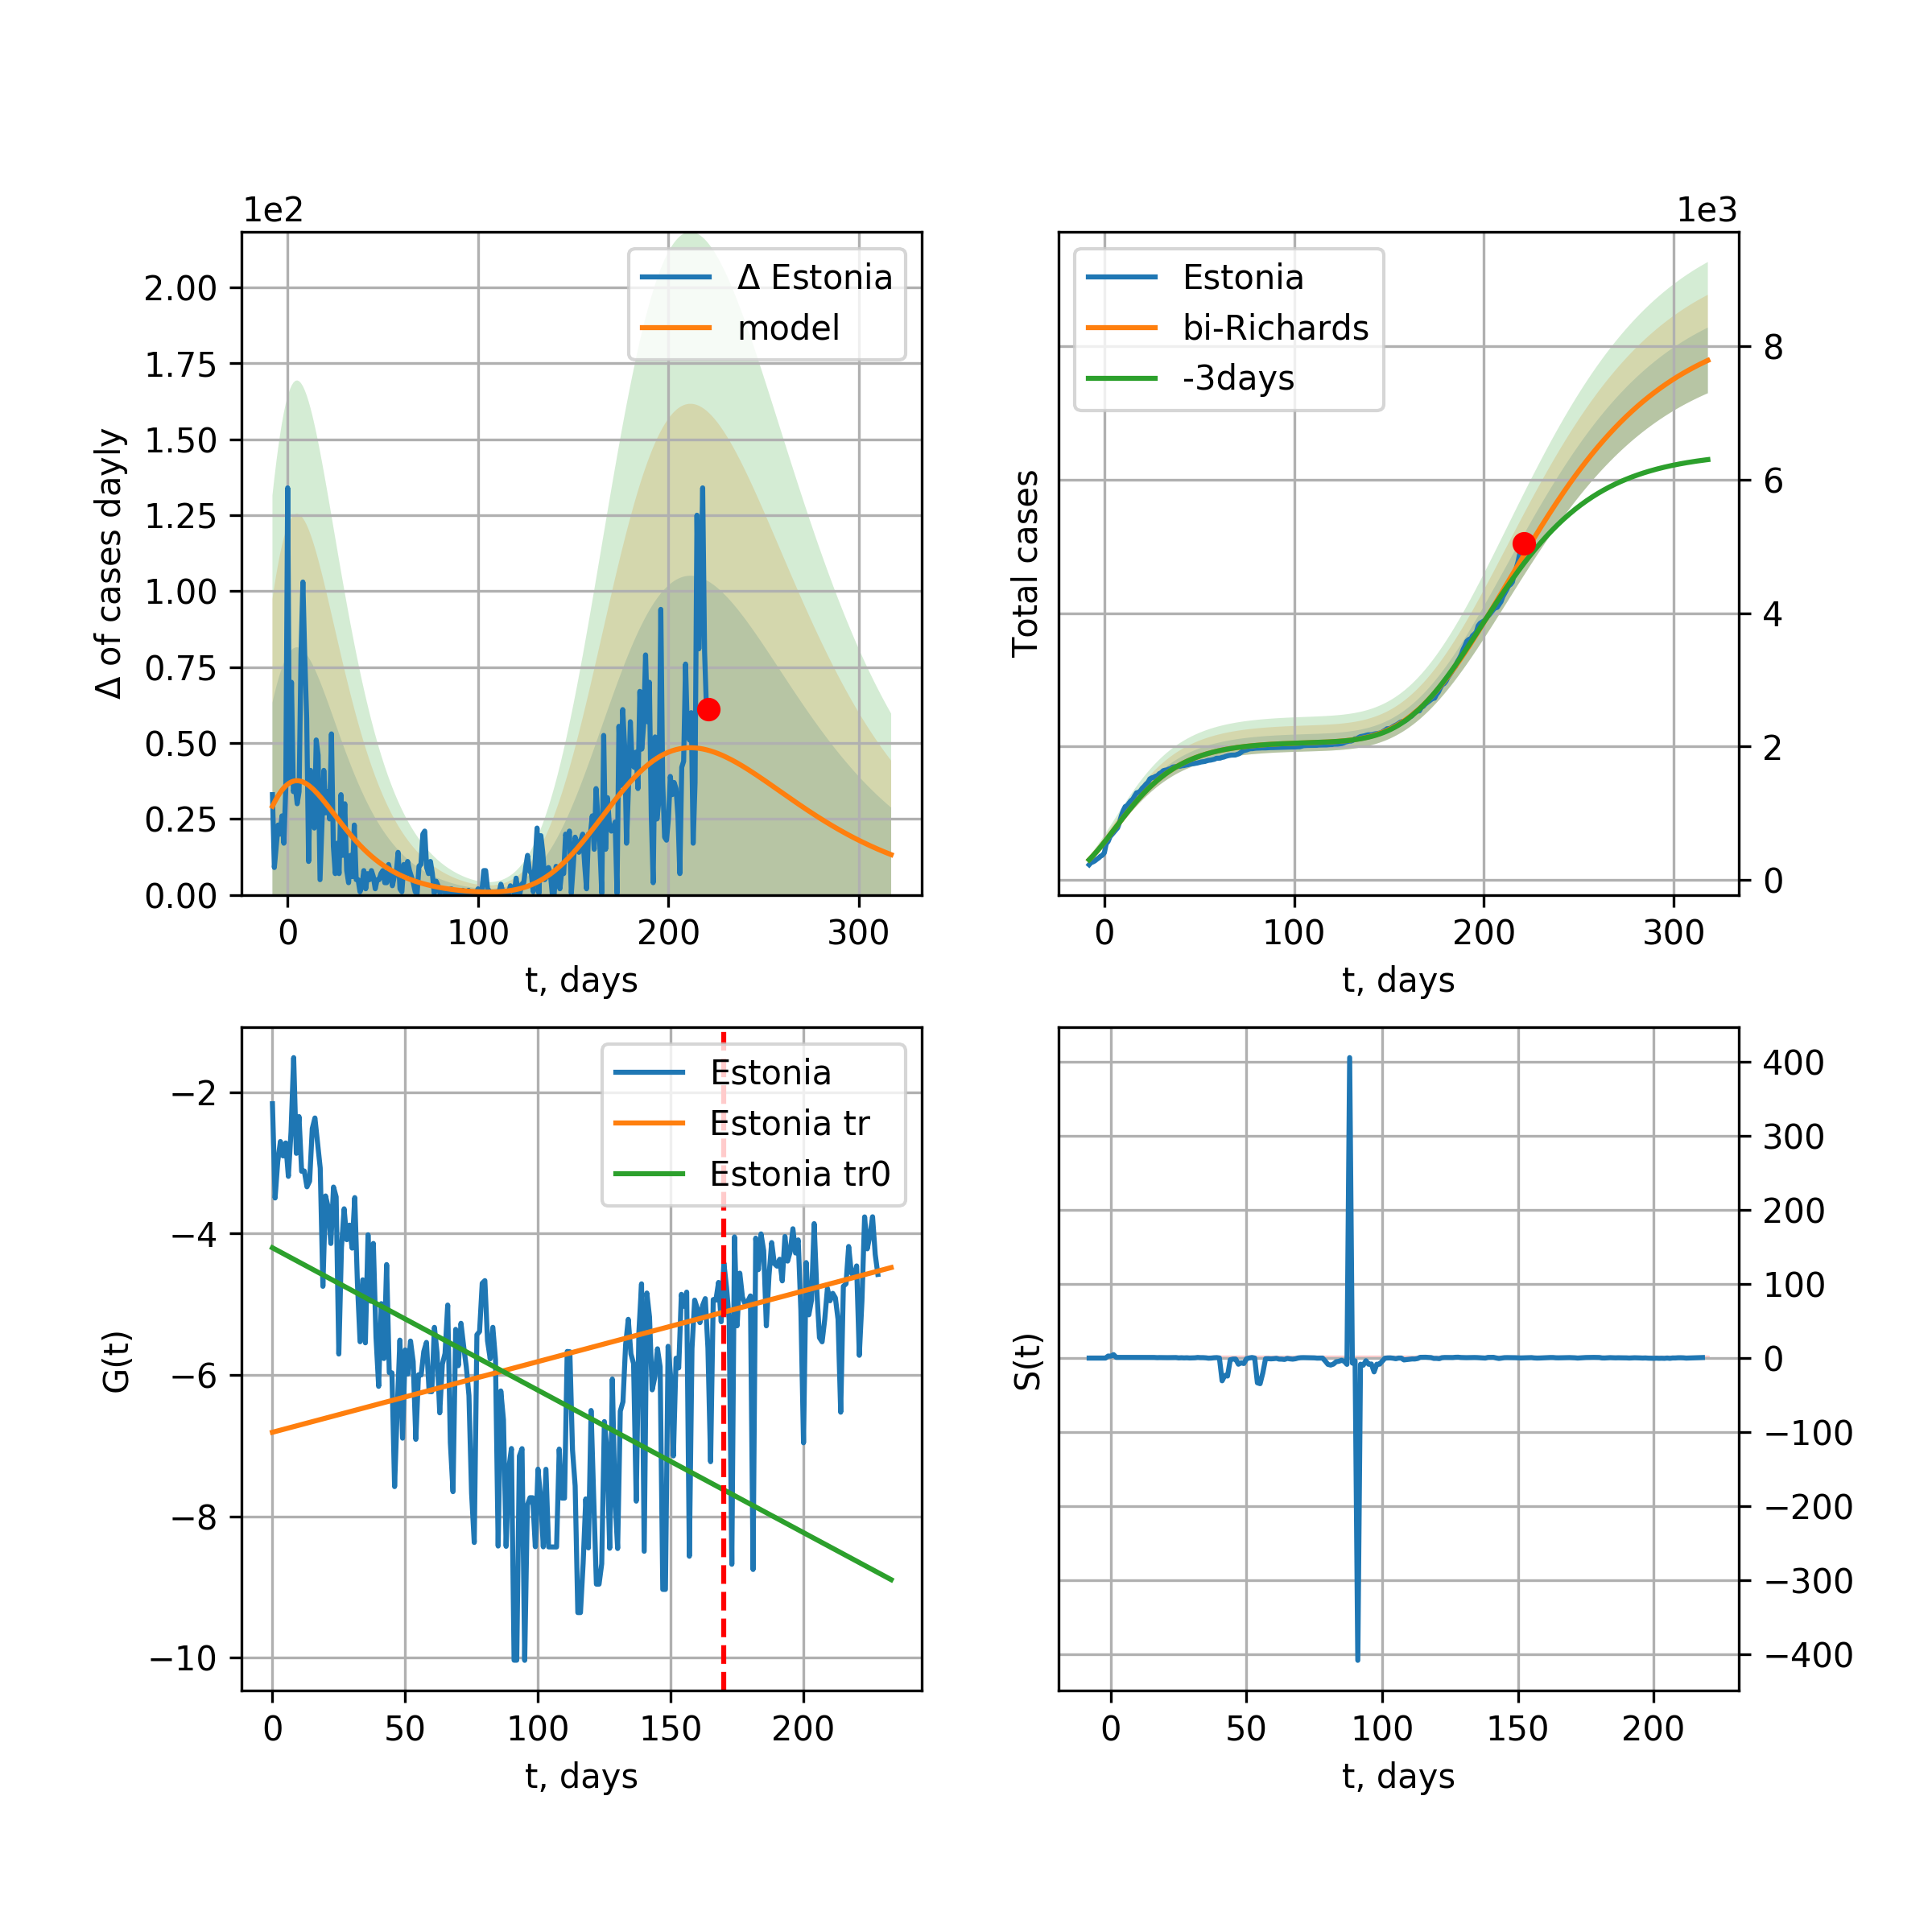 1e2
Δ of cases dayly
2.00
1.75
1.50
1.25
1.00
0.75
0.50
0.25
0.00
Δ Estonia
model
0 100 200 300
t, days
1e3
Total cases
Estonia
bi-Richards
-3days
8
6
4
2
0
0 100 200 300
t, days
G(t)
−2
−4
−6
−8
−10
Estonia
Estonia tr
Estonia tr0
0 50 100 150 200
t, days
S(t)
400
300
200
100
0
−100
−200
−300
−400
0 50 100 150 200
t, days